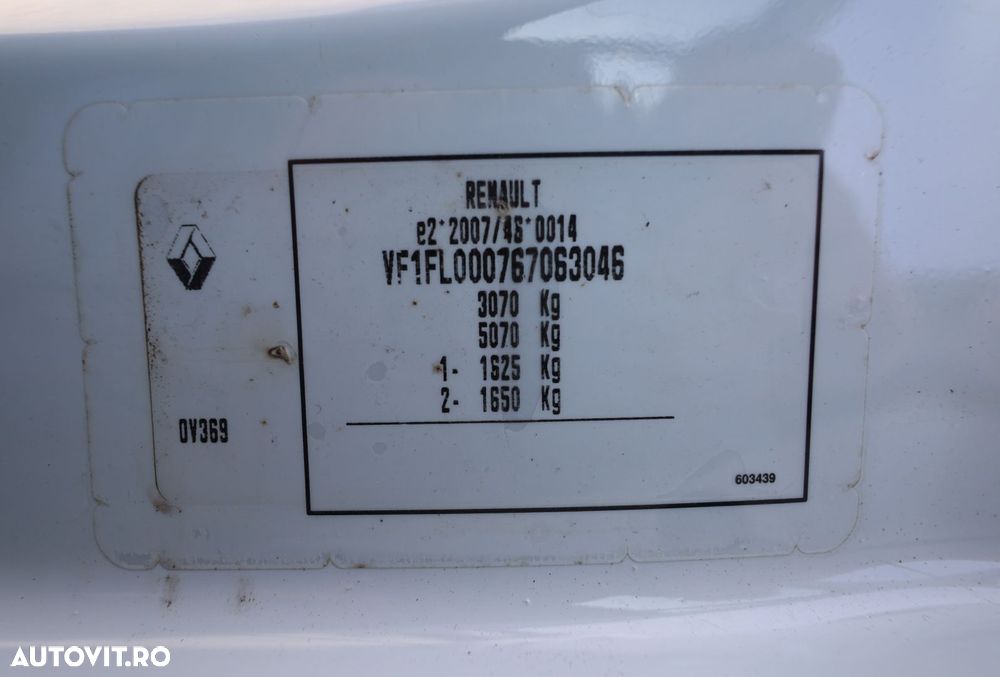 RENAULT
e2*2007/46*0014
VF1FL000767063046
3070 Kg
5070 Kg
1- 1625 Kg
2- 1650 Kg
0V369
603439
AUTOVIT.RO